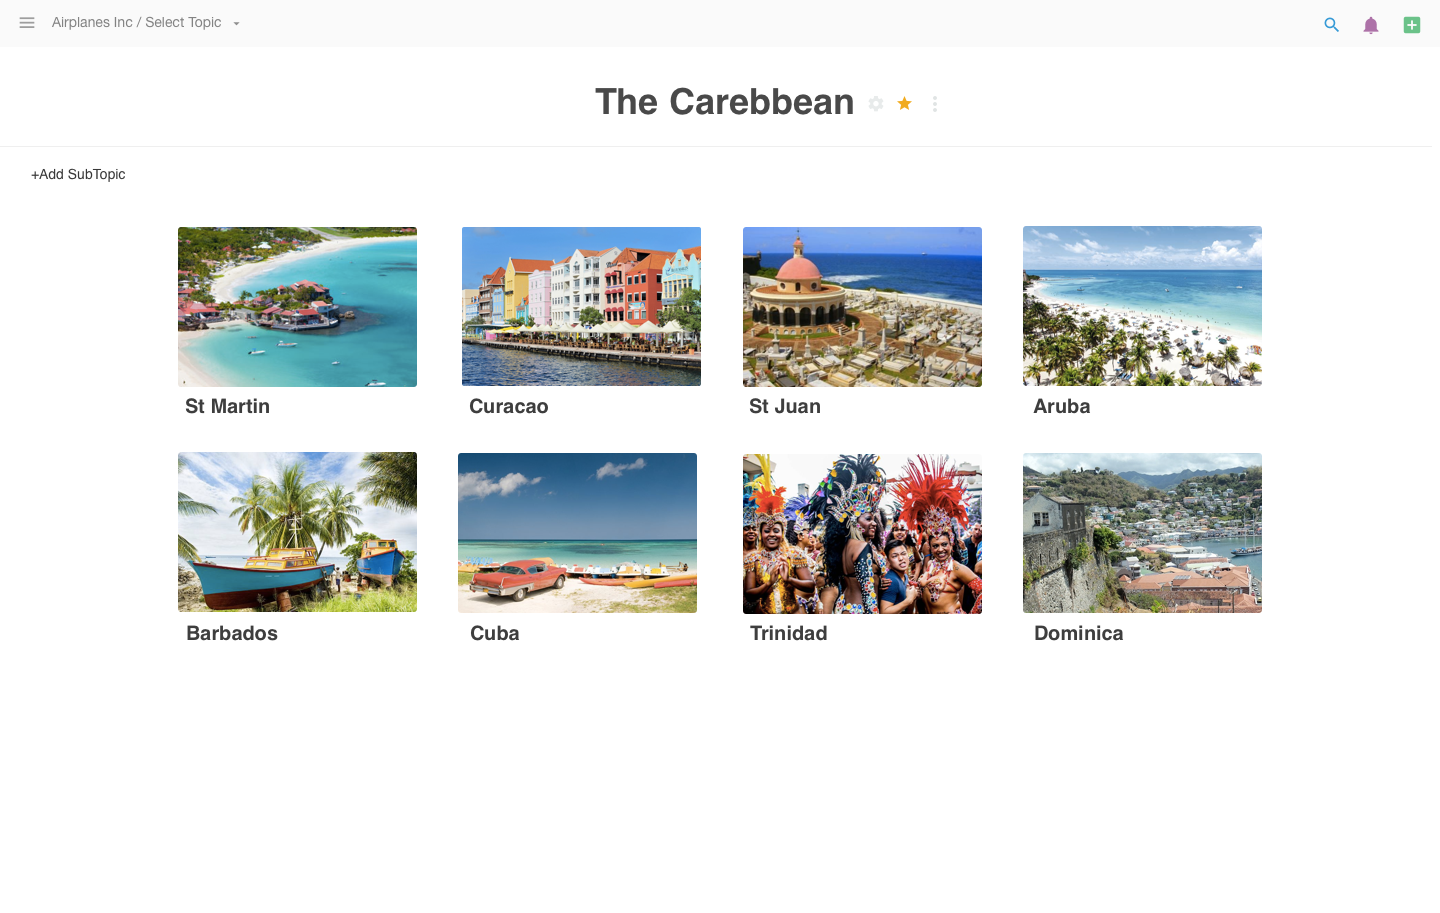 Airplanes Inc / Select Topic
The Carebbean
+Add SubTopic
St Martin
Curacao
St Juan
Aruba
Barbados
Cuba
Trinidad
Dominica